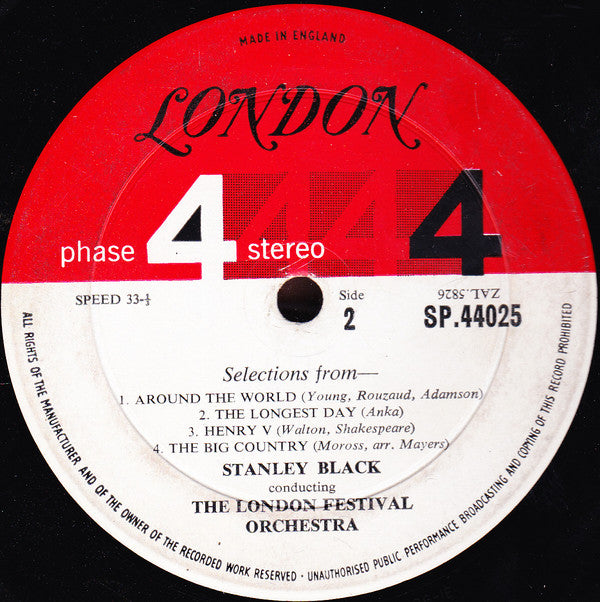 MADE IN ENGLAND
LONDON
phase 4 stereo 4 4 4
SPEED 33-⅓
Side
2
ZAL.5826
SP.44025
Selections from—
1. AROUND THE WORLD (Young, Rouzaud, Adamson)
2. THE LONGEST DAY (Anka)
3. HENRY V (Walton, Shakespeare)
4. THE BIG COUNTRY (Moross, arr. Mayers)
STANLEY BLACK
conducting
THE LONDON FESTIVAL
ORCHESTRA
ALL RIGHTS OF THE MANUFACTURER AND OF THE OWNER OF THE RECORDED WORK RESERVED · UNAUTHORISED PUBLIC PERFORMANCE BROADCASTING AND COPYING OF THIS RECORD PROHIBITED